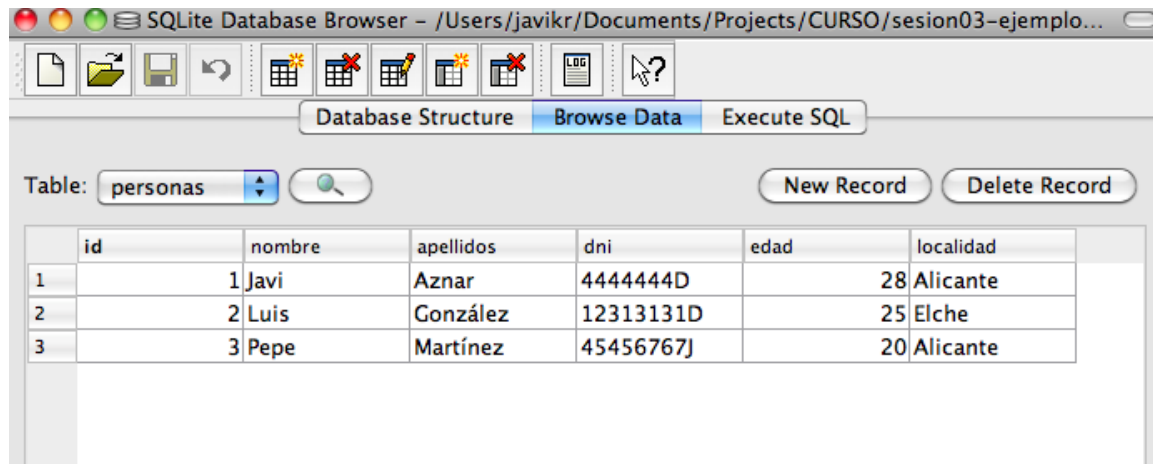 SQLite Database Browser – /Users/javikr/Documents/Projects/CURSO/sesion03-ejemplo...
LOG
Database Structure Browse Data Execute SQL
Table: personas New Record Delete Record
id nombre apellidos dni edad localidad
1 1 Javi Aznar 4444444D 28 Alicante
2 2 Luis González 12313131D 25 Elche
3 3 Pepe Martínez 45456767J 20 Alicante